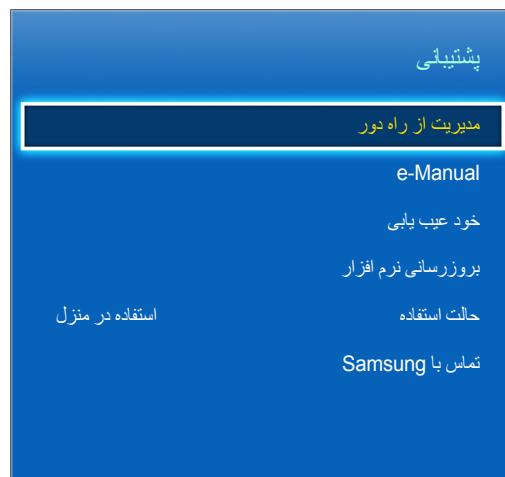 پشتیبانی
مدیریت از راه دور
e-Manual
خود عیب یابی
بروزرسانی نرم افزار
حالت استفاده استفاده در منزل
تماس با Samsung